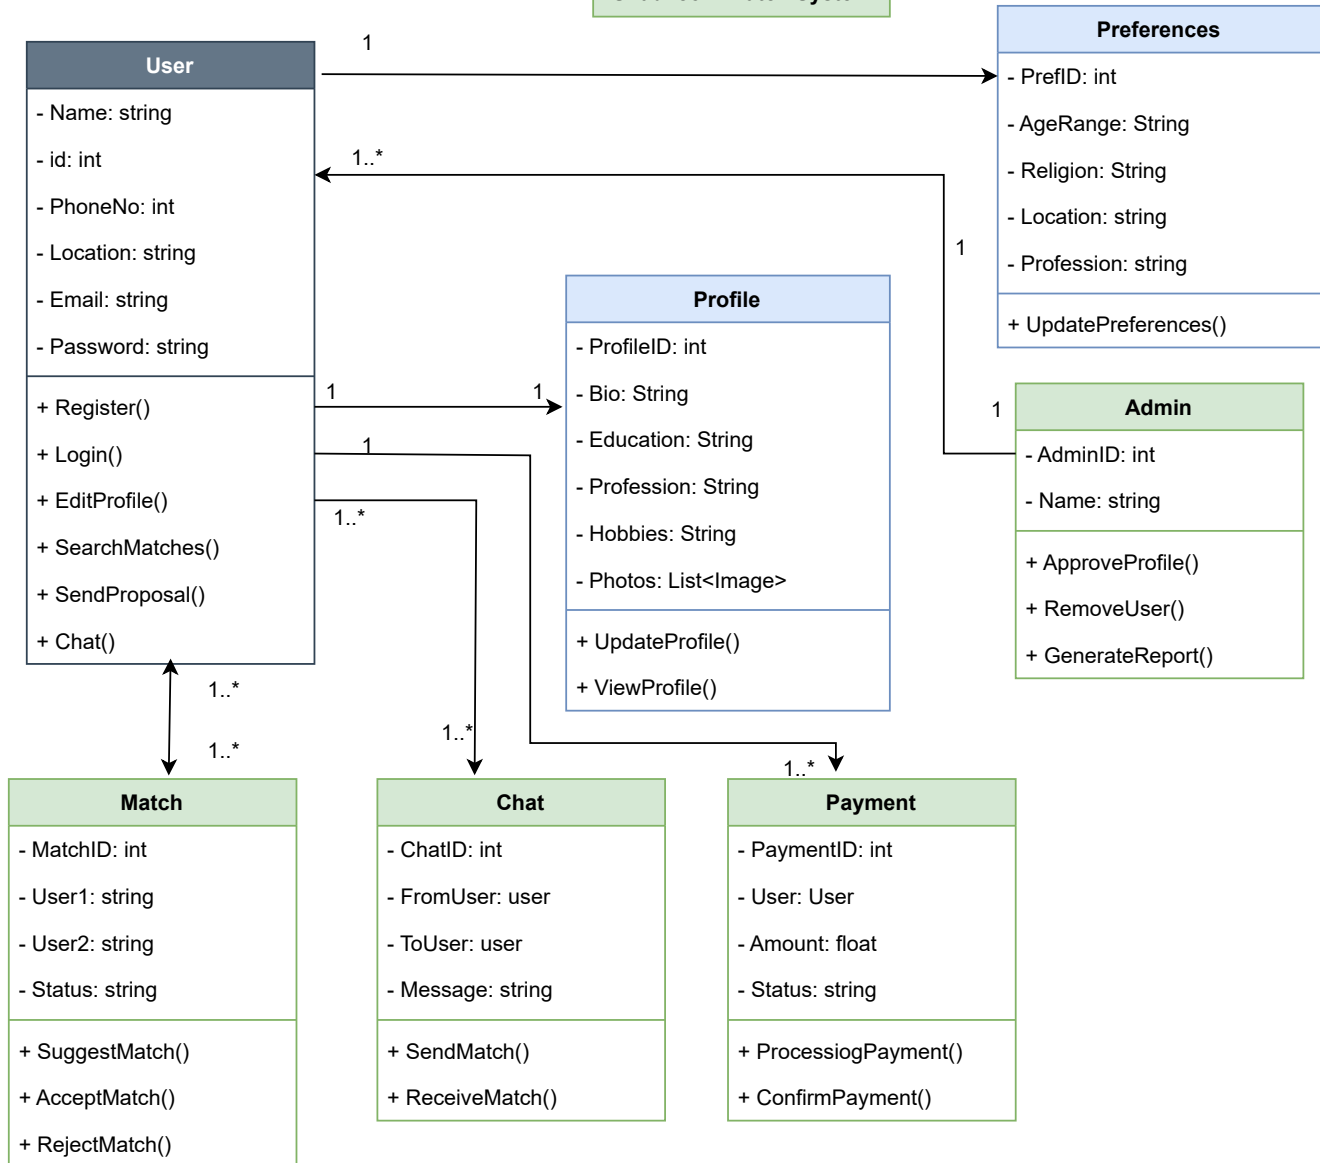 1
Preferences
User
- PrefID: int
- Name: string
- AgeRange: String
- id: int
1..*
- Religion: String
- PhoneNo: int
- Location: string
- Location: string
1
- Profession: string
- Email: string
Profile
+ UpdatePreferences()
- Password: string
- ProfileID: int
1
1
- Bio: String
1
Admin
+ Register()
- Education: String
- AdminID: int
+ Login()
1
- Profession: String
- Name: string
+ EditProfile()
1..*
- Hobbies: String
+ SearchMatches()
- Photos: List<Image>
+ ApproveProfile()
+ SendProposal()
+ RemoveUser()
+ Chat()
+ UpdateProfile()
+ GenerateReport()
1..*
+ ViewProfile()
1..*
1..*
1..*
Match
- MatchID: int
- User1: string
- User2: string
- Status: string
+ SuggestMatch()
+ AcceptMatch()
+ RejectMatch()
Chat
- ChatID: int
- FromUser: user
- ToUser: user
- Message: string
+ SendMatch()
+ ReceiveMatch()
Payment
- PaymentID: int
- User: User
- Amount: float
- Status: string
+ ProcessiogPayment()
+ ConfirmPayment()